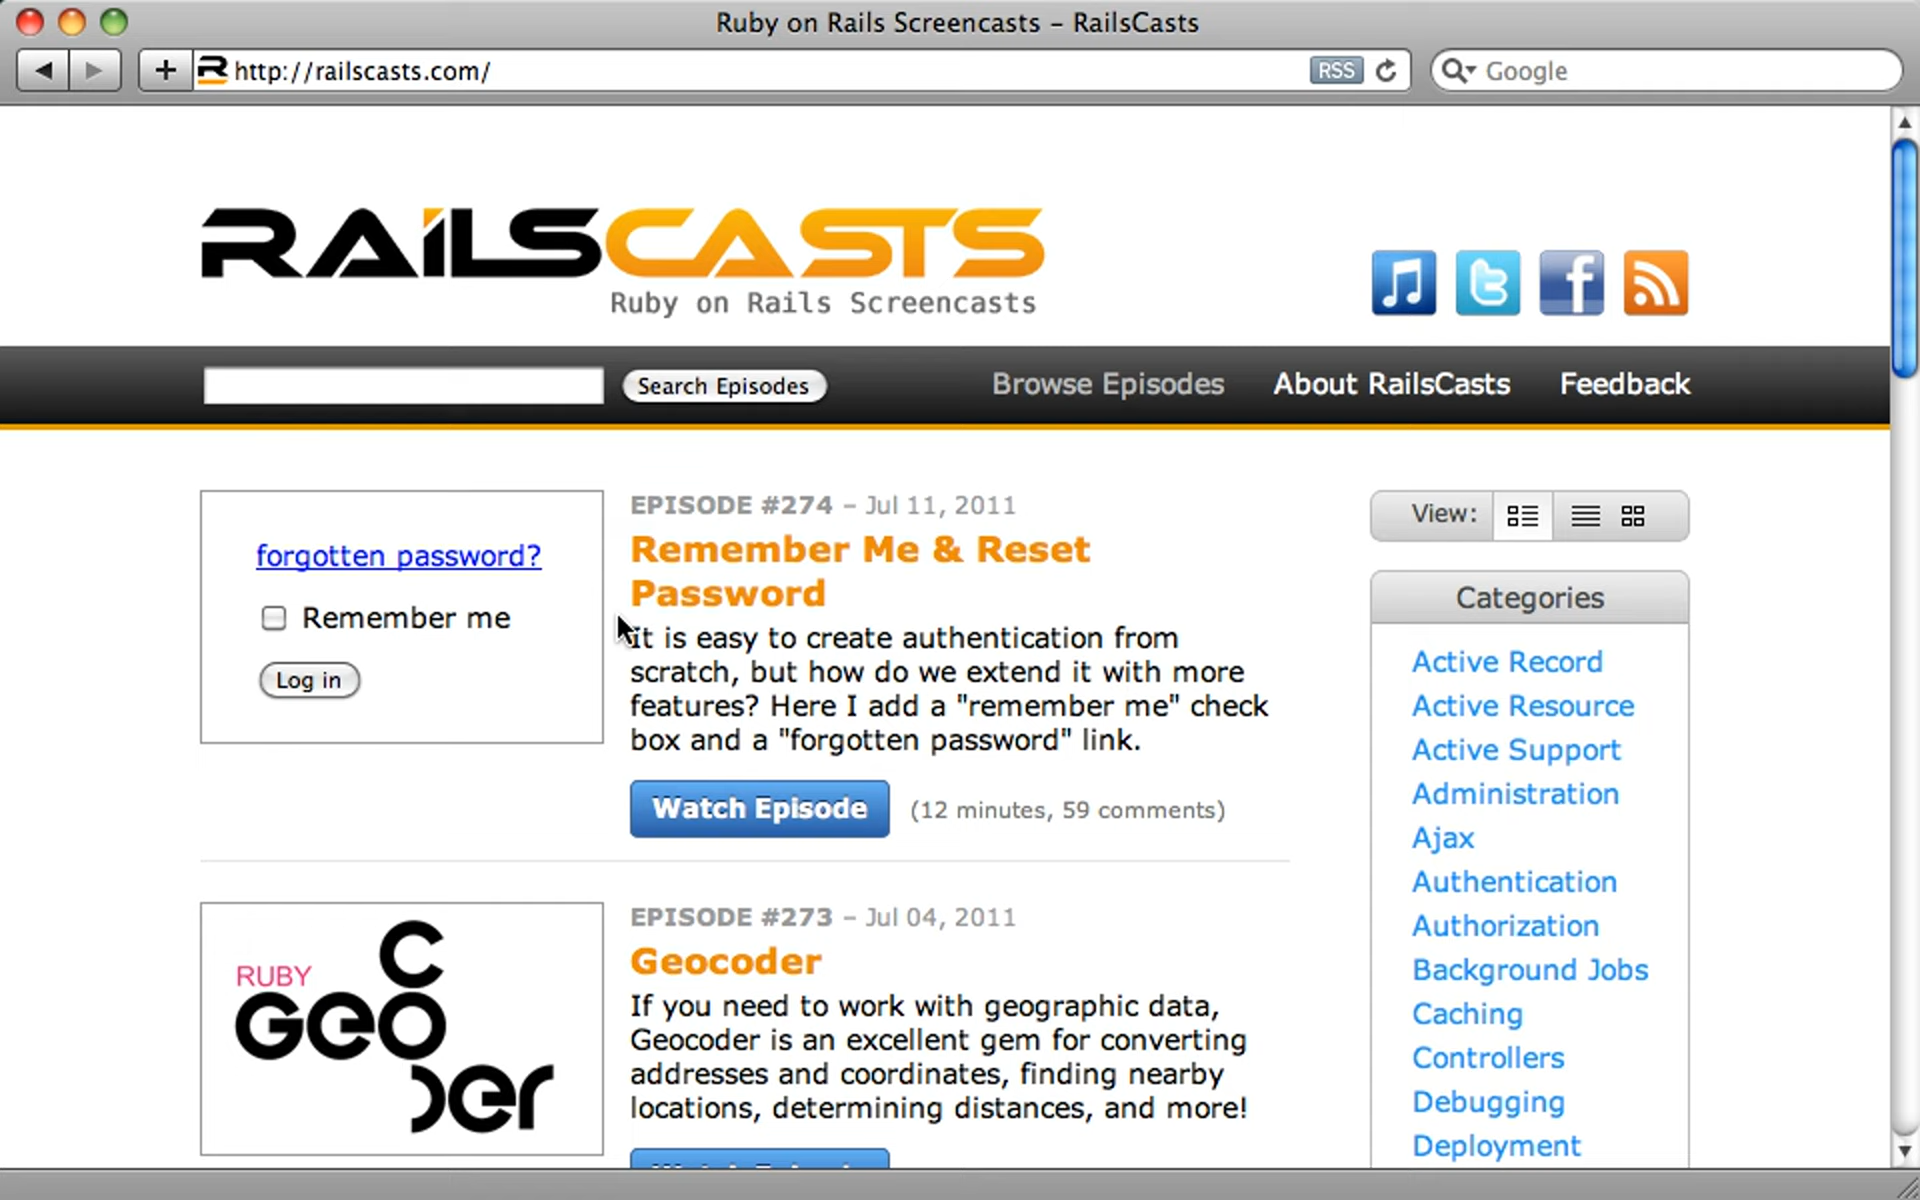 Ruby on Rails Screencasts – RailsCasts
http://railscasts.com/
RSS
Google
RAILSCASTS
Ruby on Rails Screencasts
Search Episodes
Browse Episodes
About RailsCasts
Feedback
forgotten password?
Remember me
Log in
EPISODE #274 – Jul 11, 2011
Remember Me & Reset
Password
It is easy to create authentication from
scratch, but how do we extend it with more
features? Here I add a "remember me" check
box and a "forgotten password" link.
Watch Episode
(12 minutes, 59 comments)
RUBY
GEOCODER
EPISODE #273 – Jul 04, 2011
Geocoder
If you need to work with geographic data,
Geocoder is an excellent gem for converting
addresses and coordinates, finding nearby
locations, determining distances, and more!
View:
Categories
Active Record
Active Resource
Active Support
Administration
Ajax
Authentication
Authorization
Background Jobs
Caching
Controllers
Debugging
Deployment